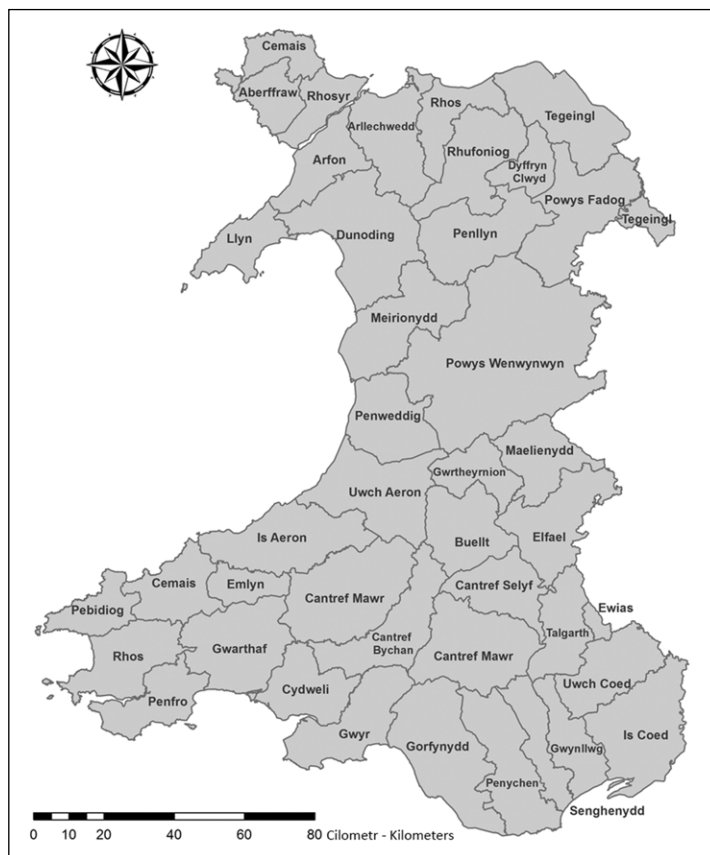 Cemais
Aberffraw
Rhosyr
Rhos
Tegeingl
Arllechwedd
Rhufoniog
Arfon
Dyffryn
Clwyd
Powys Fadog
Tegeingl
Llyn
Dunoding
Penllyn
Meirionydd
Powys Wenwynwyn
Penweddig
Maelienydd
Gwrtheyrnion
Uwch Aeron
Is Aeron
Buellt
Elfael
Cemais
Emlyn
Cantref Mawr
Cantref Selyf
Pebidiog
Ewias
Talgarth
Rhos
Gwarthaf
Cantref
Bychan
Cantref Mawr
Uwch Coed
Penfro
Cydweli
Is Coed
Gwyr
Gorfynydd
Gwynllwg
Penychen
Senghenydd
0 10 20 40 60 80 Cilometr - Kilometers